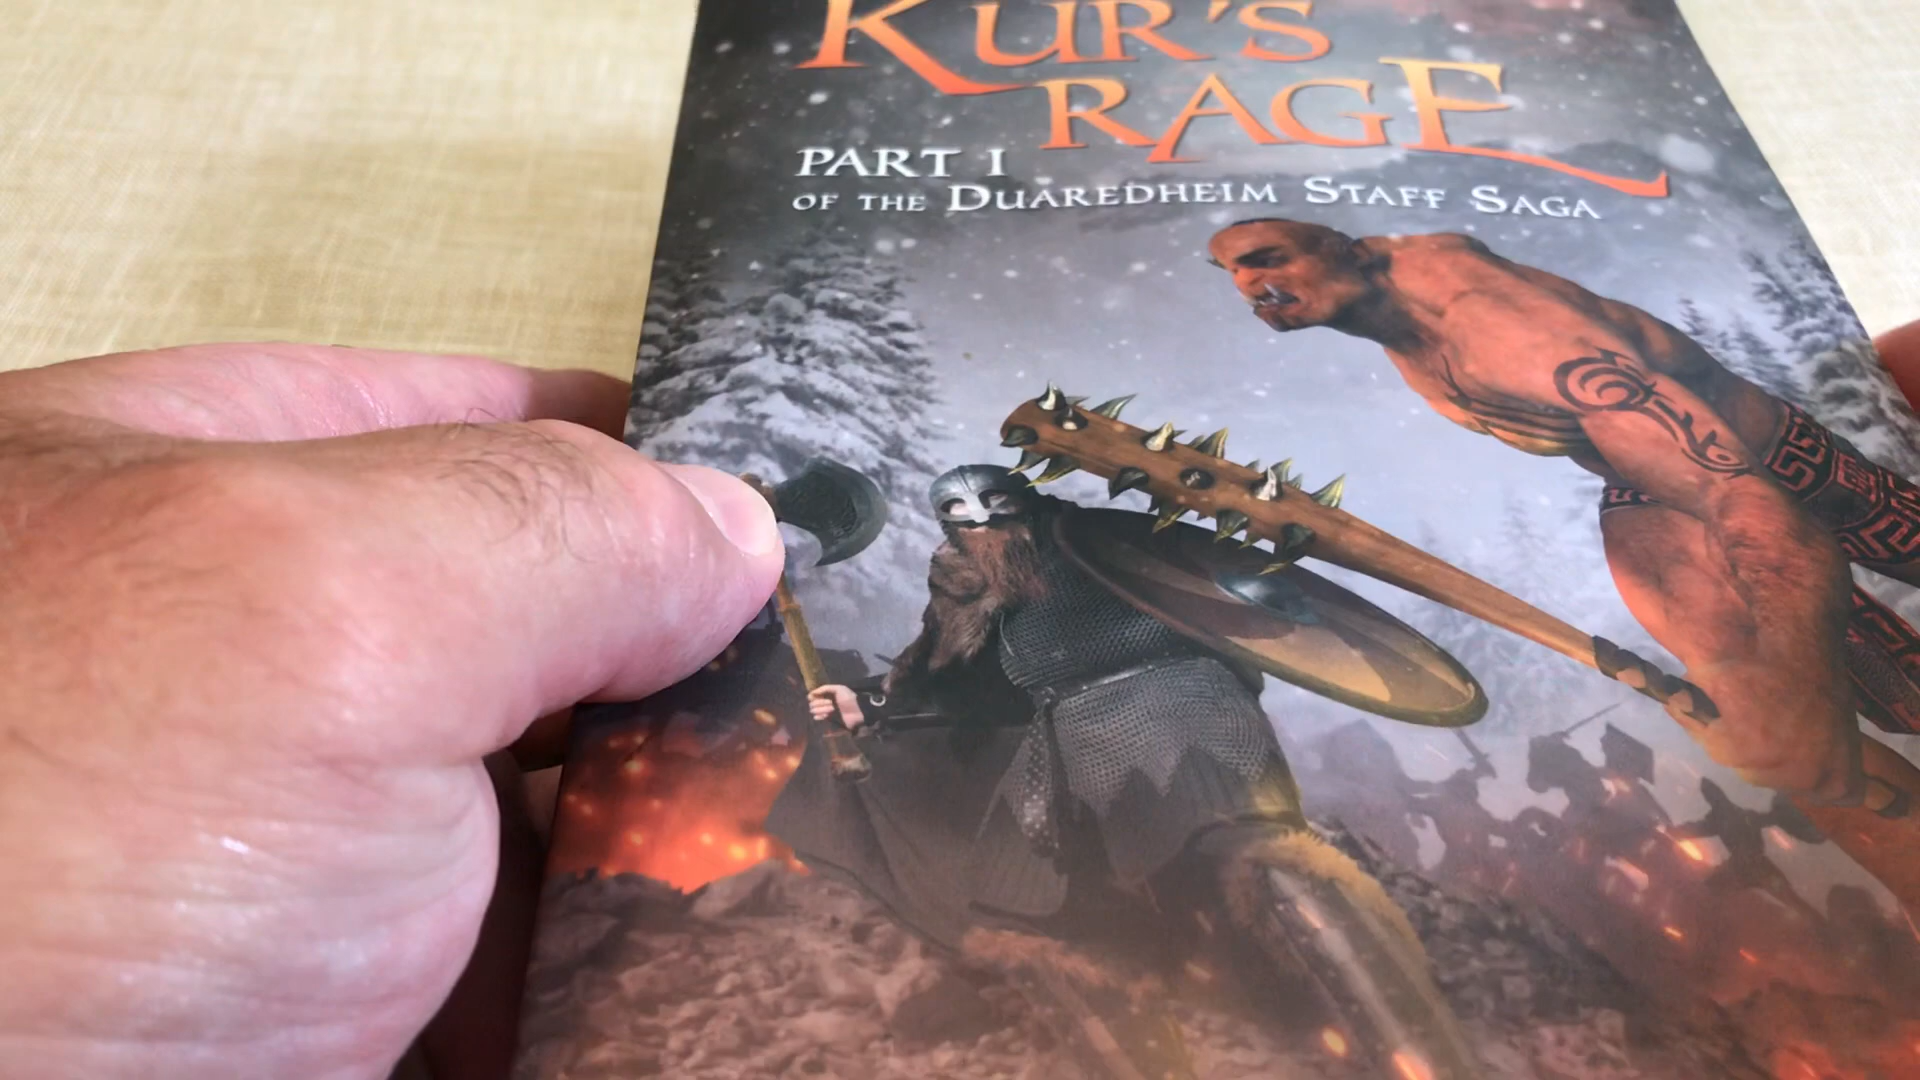 KUR'S
RAGE
PART I
OF THE DUAREDHEIM STAFF SAGA